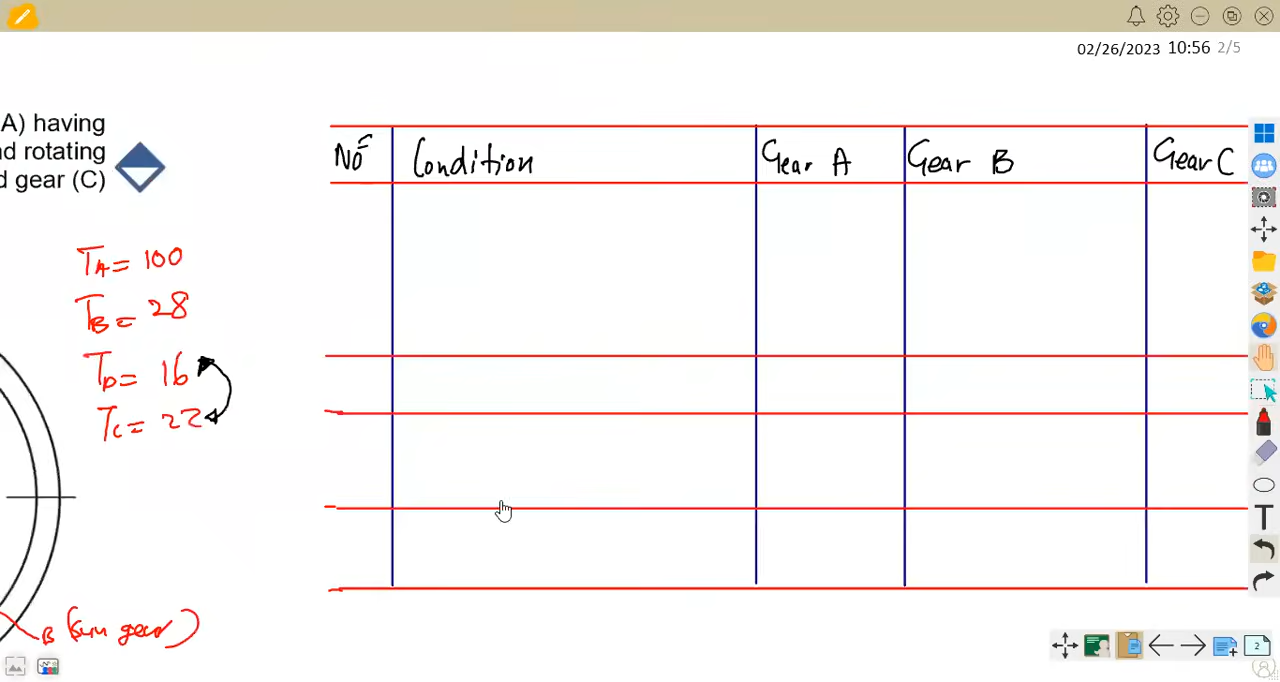 02/26/2023 10:56 2/5
A) having
nd rotating
d gear (C)
No Condition Gear A Gear B Gear C
TA = 100
TB = 28
TD = 16
TC = 22
B (sun gear)
T
2